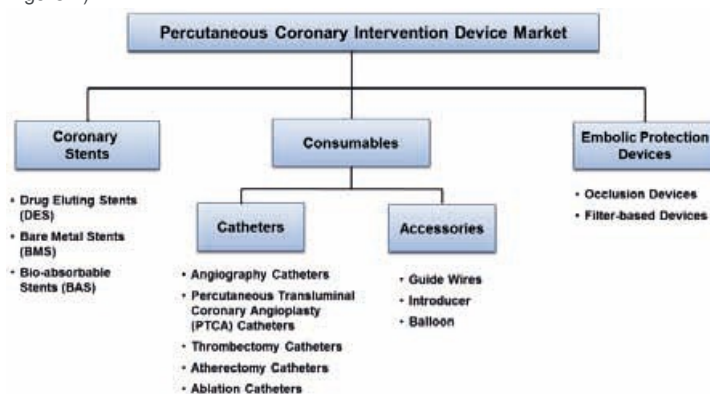 Percutaneous Coronary Intervention Device Market
Coronary
Stents
• Drug Eluting Stents
(DES)
• Bare Metal Stents
(BMS)
• Bio-absorbable
Stents (BAS)
Consumables
Catheters
• Angiography Catheters
• Percutaneous Transluminal
Coronary Angioplasty
(PTCA) Catheters
• Thrombectomy Catheters
• Atherectomy Catheters
• Ablation Catheters
Accessories
• Guide Wires
• Introducer
• Balloon
Embolic Protection
Devices
• Occlusion Devices
• Filter-based Devices